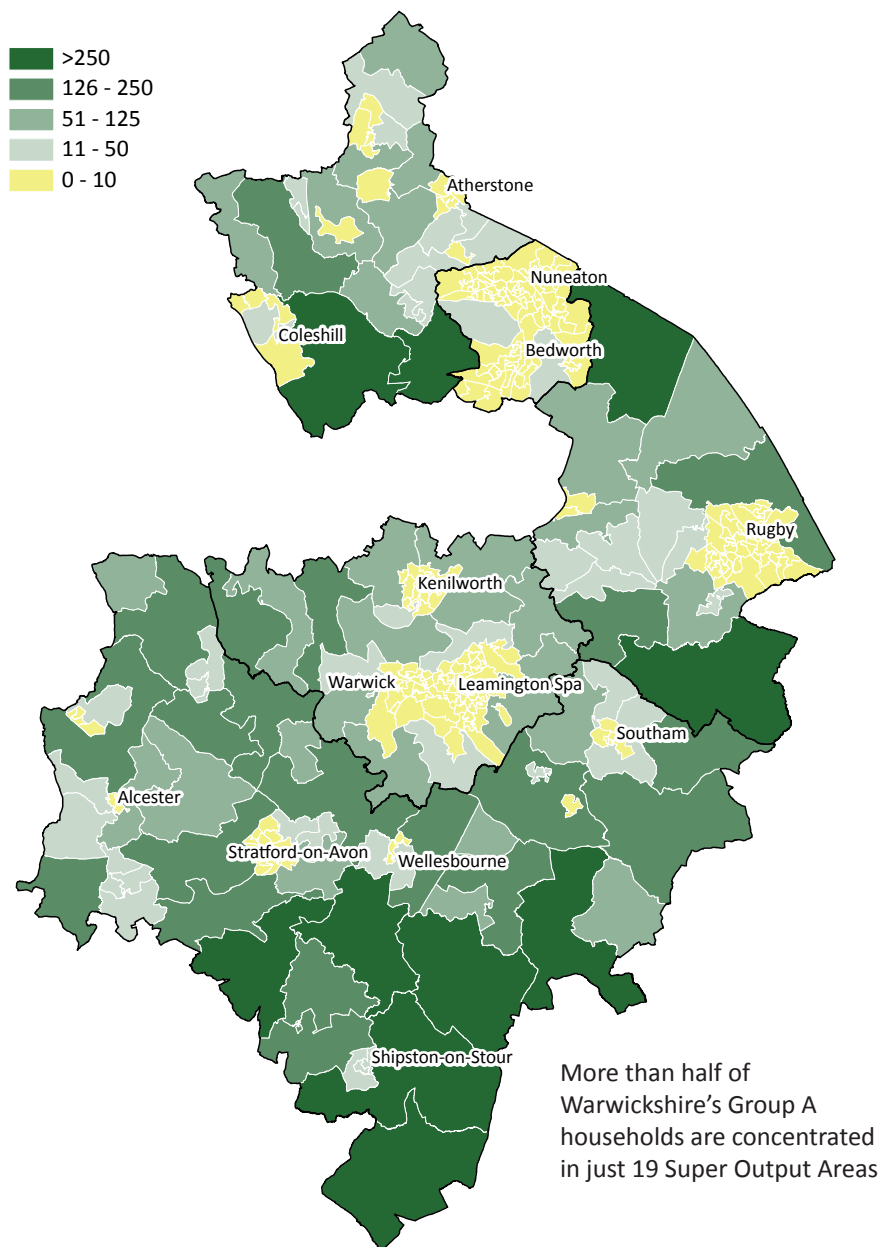 >250
126 - 250
51 - 125
11 - 50
0 - 10
Atherstone
Nuneaton
Coleshill
Bedworth
Rugby
Kenilworth
Warwick
Leamington Spa
Southam
Alcester
Stratford-on-Avon
Wellesbourne
Shipston-on-Stour
More than half of
Warwickshire's Group A
households are concentrated
in just 19 Super Output Areas